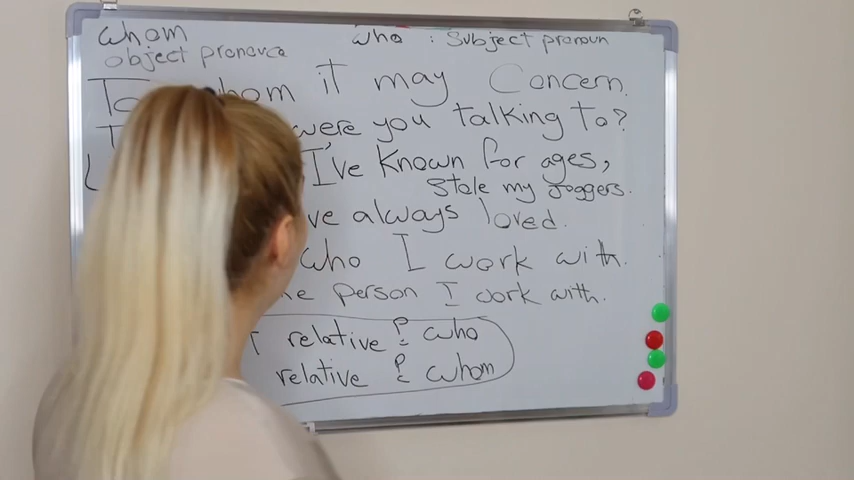 whom who : Subject pronoun
object pronoun
To whom it may Concern.
were you talking to?
I've known for ages,
stole my joggers.
ve always loved.
who I work with.
he person I work with.
relative P : who
relative P : whom